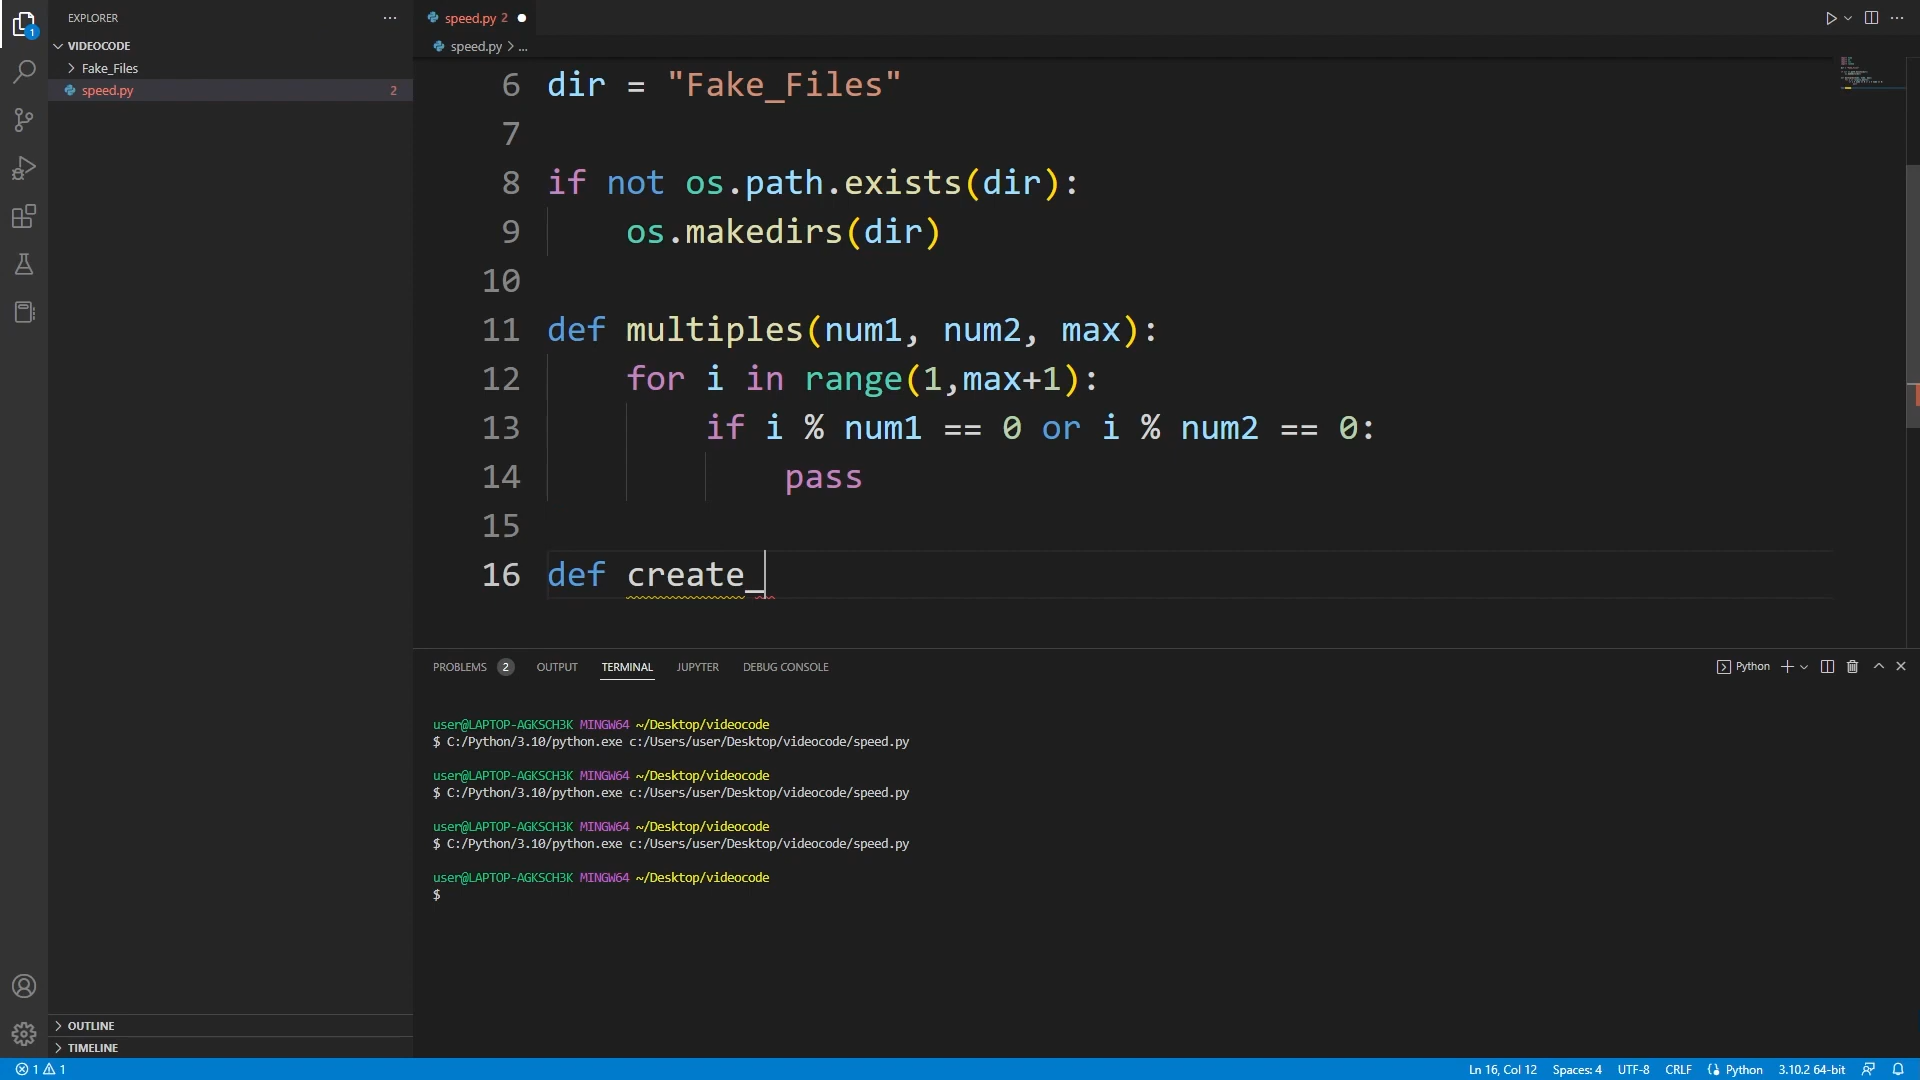 EXPLORER
VIDEOCODE
Fake_Files
speed.py 2
1
OUTLINE
TIMELINE
speed.py 2
speed.py > ...
6 dir = "Fake_Files"
7
8 if not os.path.exists(dir):
9 os.makedirs(dir)
10
11 def multiples(num1, num2, max):
12 for i in range(1,max+1):
13 if i % num1 == 0 or i % num2 == 0:
14 pass
15
16 def create_
PROBLEMS 2 OUTPUT TERMINAL JUPYTER DEBUG CONSOLE
Python
user@LAPTOP-AGKSCH3K MINGW64 ~/Desktop/videocode
$ C:/Python/3.10/python.exe c:/Users/user/Desktop/videocode/speed.py
user@LAPTOP-AGKSCH3K MINGW64 ~/Desktop/videocode
$ C:/Python/3.10/python.exe c:/Users/user/Desktop/videocode/speed.py
user@LAPTOP-AGKSCH3K MINGW64 ~/Desktop/videocode
$ C:/Python/3.10/python.exe c:/Users/user/Desktop/videocode/speed.py
user@LAPTOP-AGKSCH3K MINGW64 ~/Desktop/videocode
$
1 1 Ln 16, Col 12 Spaces: 4 UTF-8 CRLF Python 3.10.2 64-bit